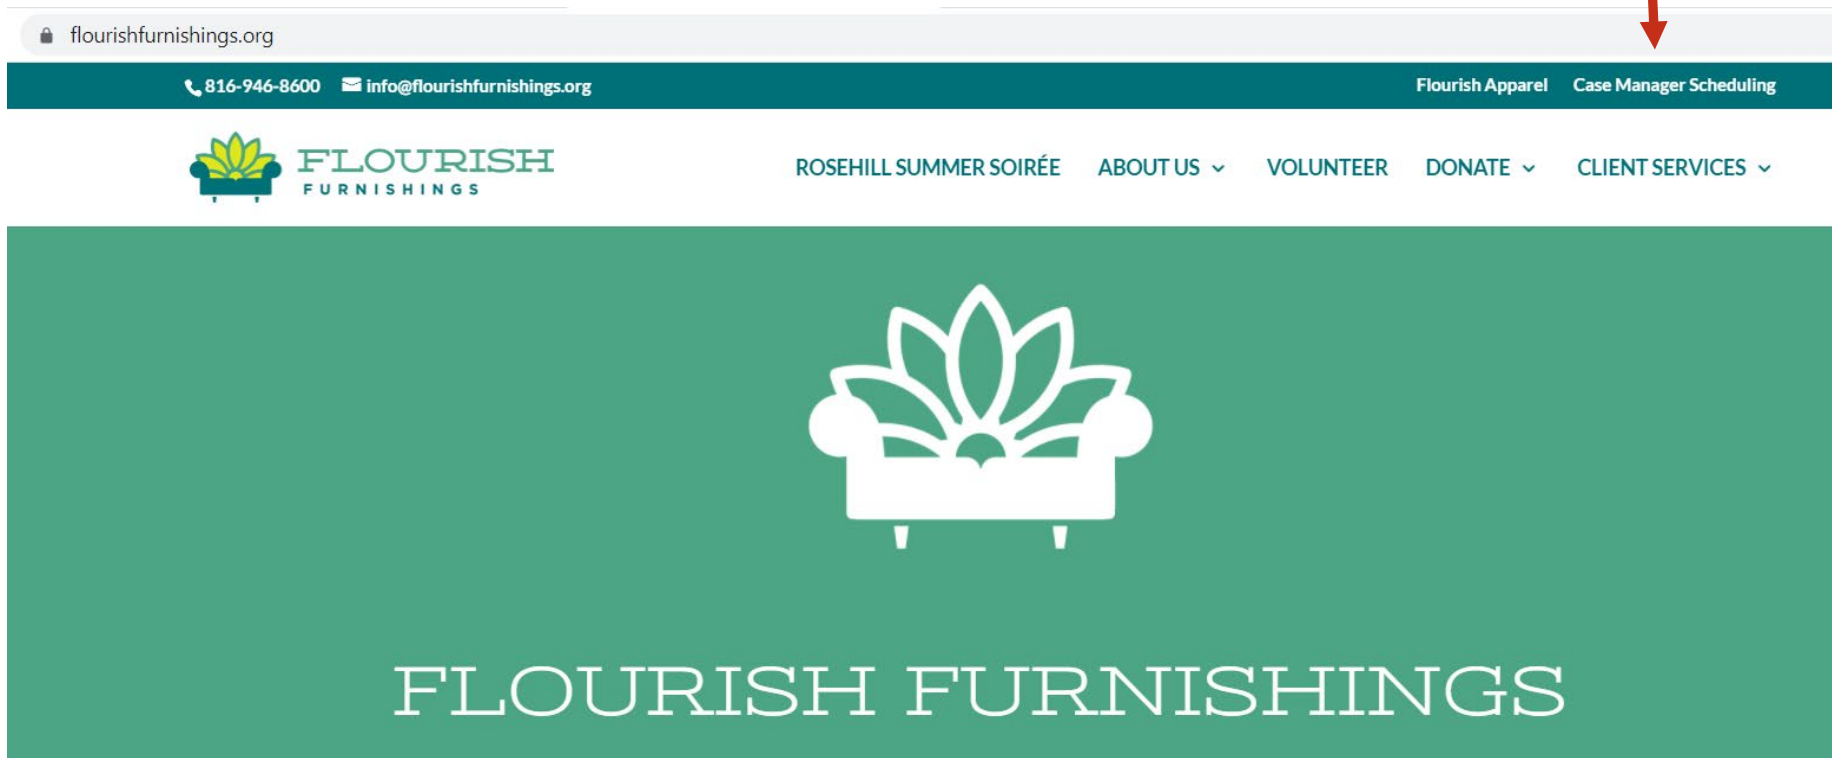 flourishfurnishings.org
816-946-8600 info@flourishfurnishings.org Flourish Apparel Case Manager Scheduling
FLOURISH
FURNISHINGS
ROSEHILL SUMMER SOIRÉE ABOUT US VOLUNTEER DONATE CLIENT SERVICES
FLOURISH FURNISHINGS